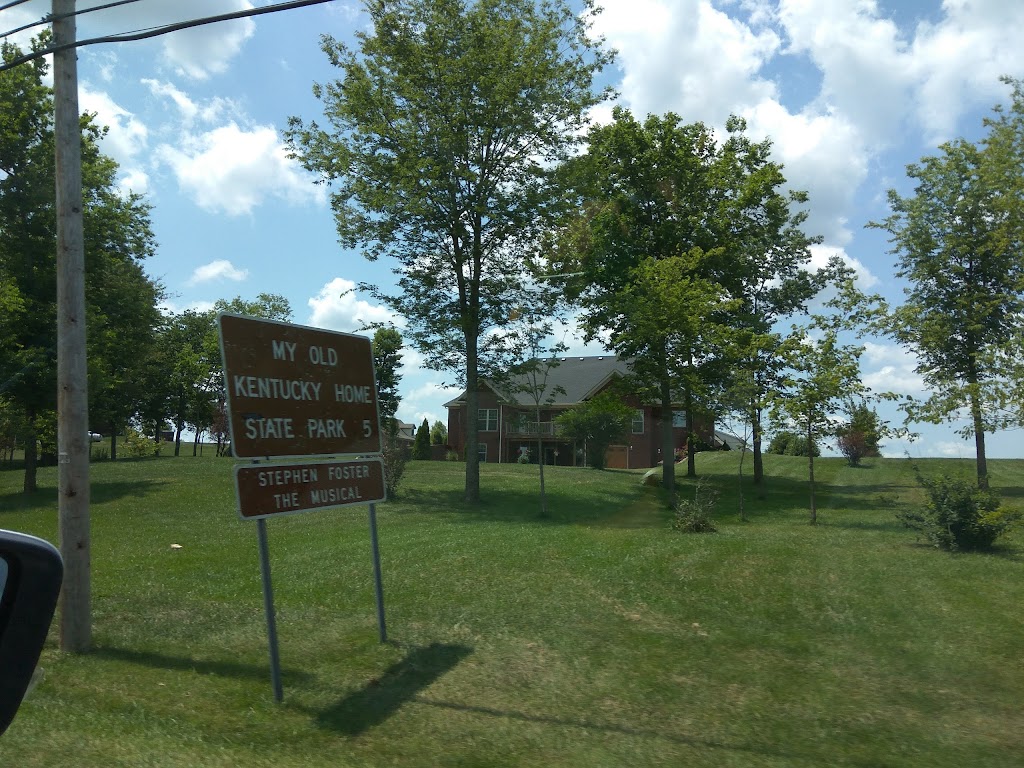 MY OLD
KENTUCKY HOME
STATE PARK 5
STEPHEN FOSTER
THE MUSICAL